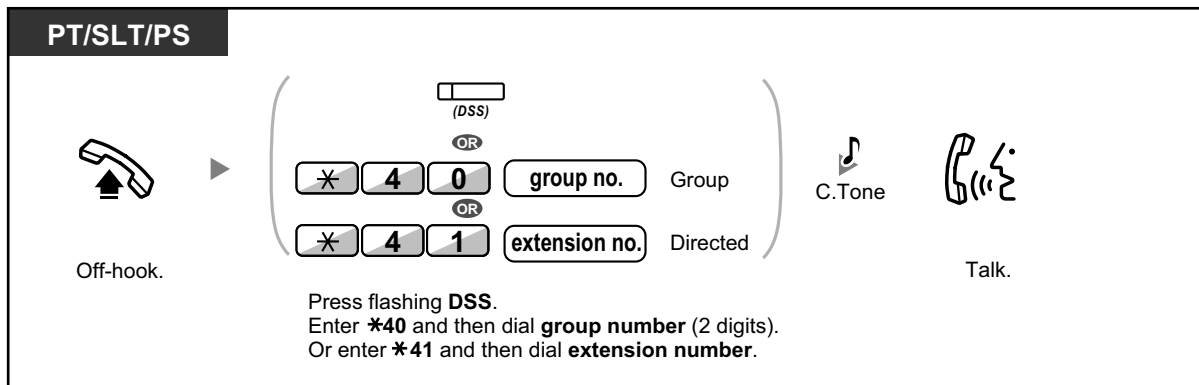 PT/SLT/PS
(DSS)
OR
* 4 0 group no. Group
OR
* 4 1 extension no. Directed
C.Tone
Off-hook.
Talk.
Press flashing DSS.
Enter *40 and then dial group number (2 digits).
Or enter *41 and then dial extension number.